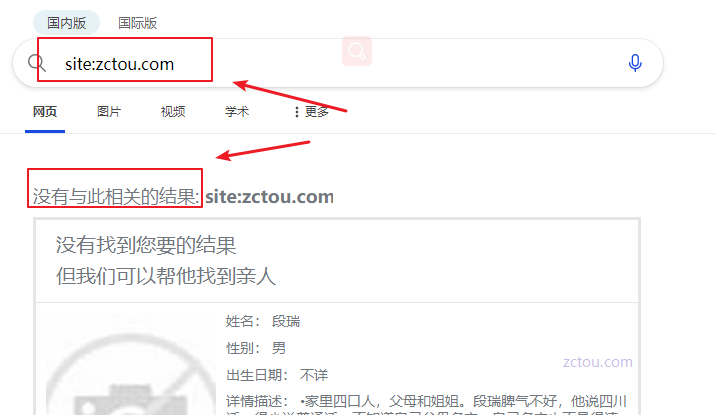 国内版 国际版
site:zctou.com
网页 图片 视频 学术 更多
没有与此相关的结果: site:zctou.com
没有找到您要的结果
但我们可以帮他找到亲人
姓名： 段瑞
性别： 男
zctou.com
出生日期： 不详
详情描述： •家里四口人，父母和姐姐。段瑞脾气不好，他说四川